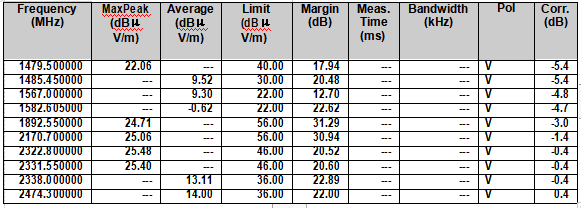 Frequency (MHz) MaxPeak (dBμ V/m) Average (dBμ V/m) Limit (dBμ V/m) Margin (dB) Meas. Time (ms) Bandwidth (kHz) Pol Corr. (dB)
1479.500000 22.06 --- 40.00 17.94 --- --- V -5.4
1485.450000 --- 9.52 30.00 20.48 --- --- V -5.4
1567.000000 --- 9.30 22.00 12.70 --- --- V -4.8
1582.605000 --- -0.62 22.00 22.62 --- --- V -4.7
1892.550000 24.71 --- 56.00 31.29 --- --- V -3.0
2170.700000 25.06 --- 56.00 30.94 --- --- V -1.4
2322.800000 25.48 --- 46.00 20.52 --- --- V -0.4
2331.550000 25.40 --- 46.00 20.60 --- --- V -0.4
2338.000000 --- 13.11 36.00 22.89 --- --- V -0.4
2474.300000 --- 14.00 36.00 22.00 --- --- V 0.4